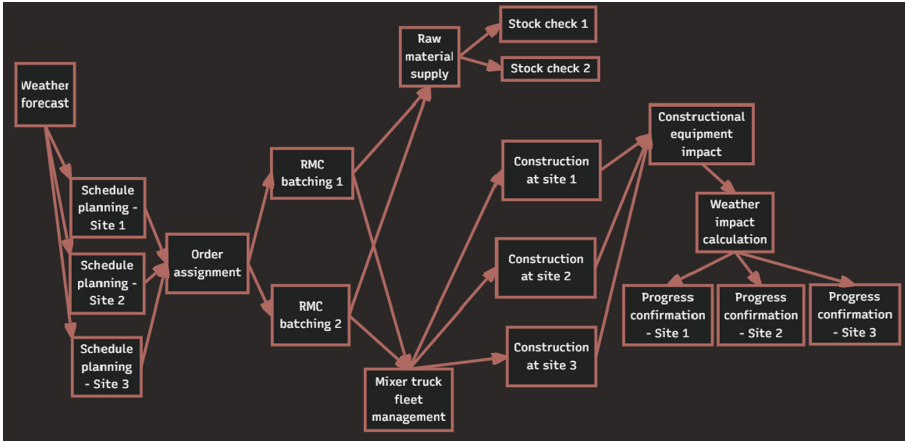 Weather
forecast
Schedule
planning -
Site 1
Schedule
planning -
Site 2
Schedule
planning
- Site 3
Order
assignment
RMC
batching 1
RMC
batching 2
Raw
material
supply
Stock check 1
Stock check 2
Mixer truck
fleet
management
Construction
at site 1
Construction
at site 2
Construction
at site 3
Constructional
equipment
impact
Weather
impact
calculation
Progress
confirmation
- Site 1
Progress
confirmation
- Site 2
Progress
confirmation
- Site 3